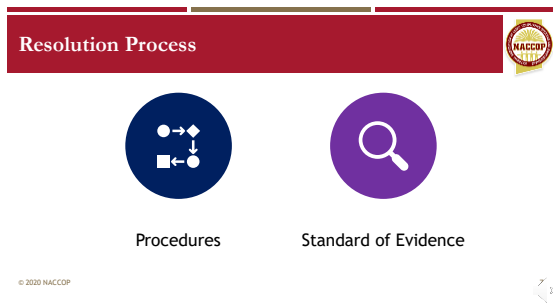 Resolution Process
NACCOP
Procedures
Standard of Evidence
© 2020 NACCOP